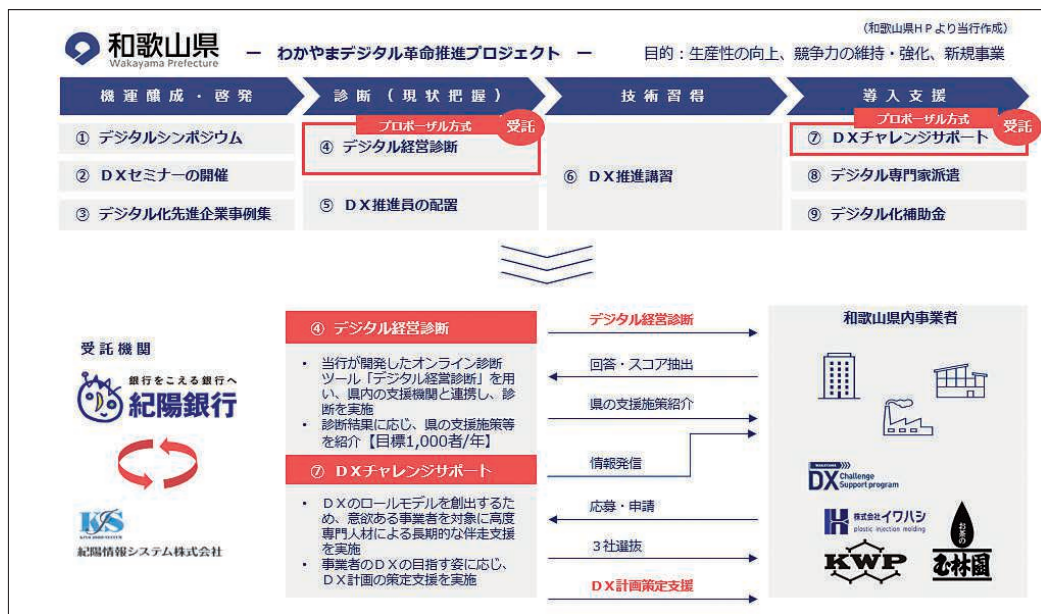 (和歌山県HPより当行作成)
和歌山県
Wakayama Prefecture
ー わかやまデジタル革命推進プロジェクト ー
目的：生産性の向上、競争力の維持・強化、新規事業
機運醸成・啓発
診断（現状把握）
技術習得
導入支援
① デジタルシンポジウム
② DXセミナーの開催
③ デジタル化先進企業事例集
プロポーザル方式
受託
④ デジタル経営診断
⑤ DX推進員の配置
⑥ DX推進講習
プロポーザル方式
受託
⑦ DXチャレンジサポート
⑧ デジタル専門家派遣
⑨ デジタル化補助金
受託機関
銀行をこえる銀行へ
紀陽銀行
KJS
紀陽情報システム株式会社
④ デジタル経営診断
・ 当行が開発したオンライン診断
ツール「デジタル経営診断」を用
い、県内の支援機関と連携し、診
断を実施
・ 診断結果に応じ、県の支援施策等
を紹介【目標1,000者/年】
⑦ DXチャレンジサポート
・ DXのロールモデルを創出するた
め、意欲ある事業者を対象に高度
専門人材による長期的な伴走支援
を実施
・ 事業者のDXの目指す姿に応じ、
DX計画の策定支援を実施
デジタル経営診断
回答・スコア抽出
県の支援施策紹介
情報発信
応募・申請
３社選抜
DX計画策定支援
和歌山県内事業者
DX Challenge
Support program
株式会社イワハシ
plastic injection molding
KWP
お茶の
む林園